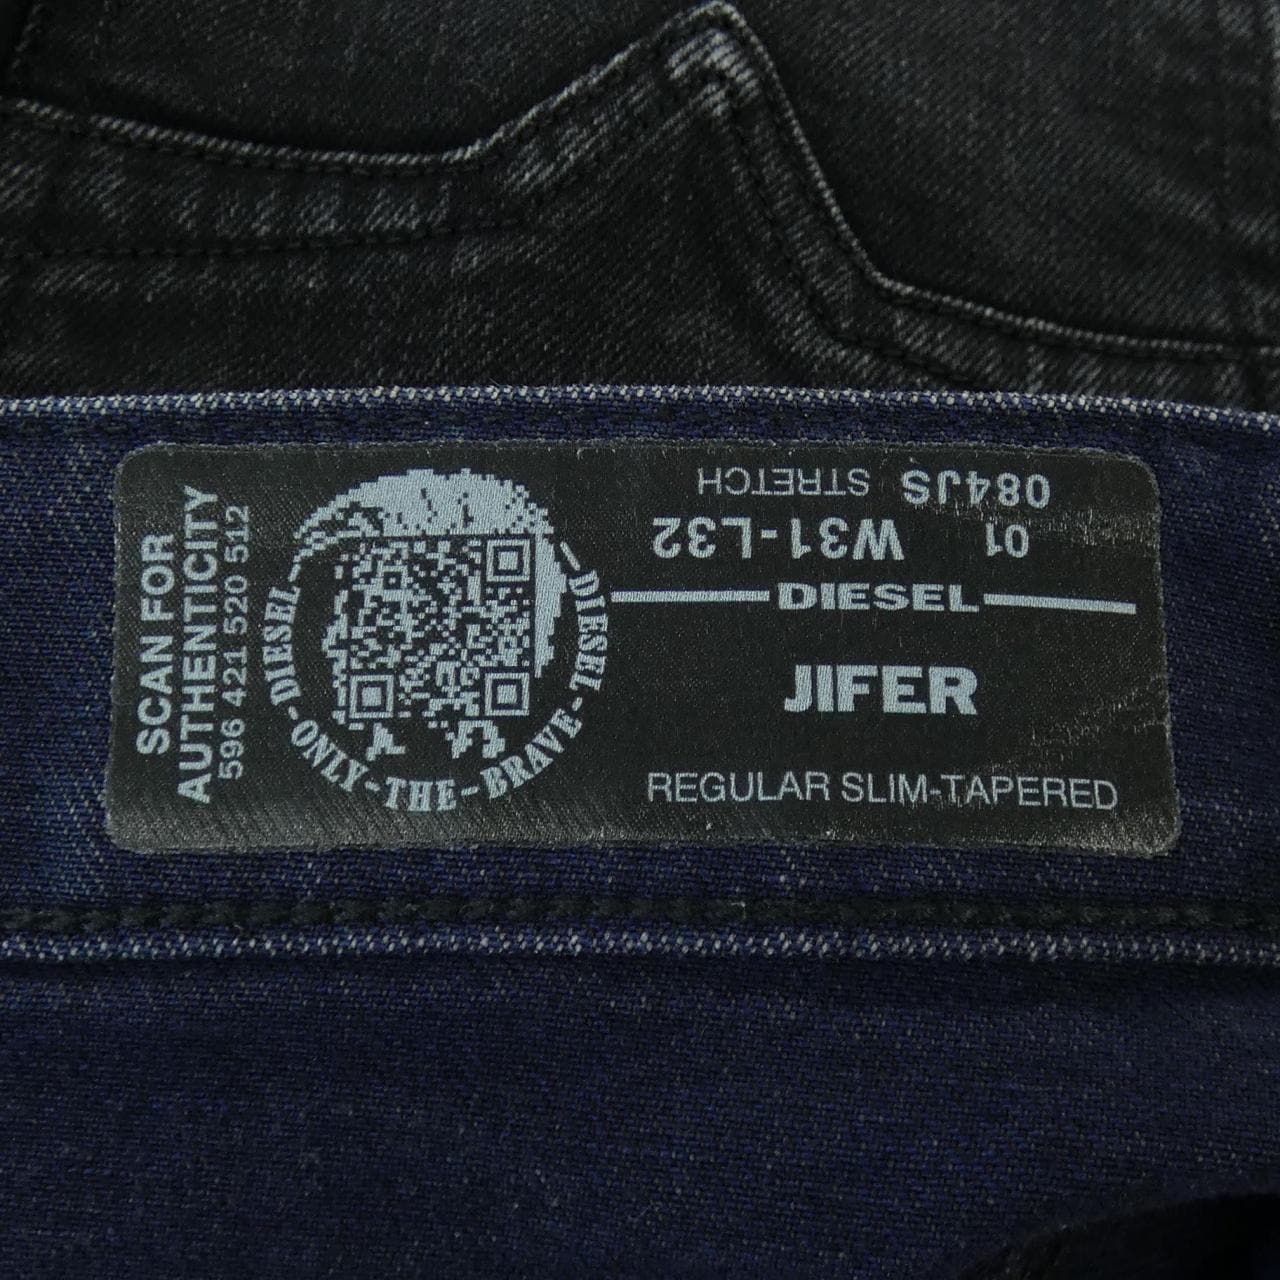 SCAN FOR
AUTHENTICITY
596 421 520 512
DIESEL-ONLY-THE-BRAVE-DIESEL
084JS STRETCH
01 W31-L32
DIESEL
JIFER
REGULAR SLIM-TAPERED